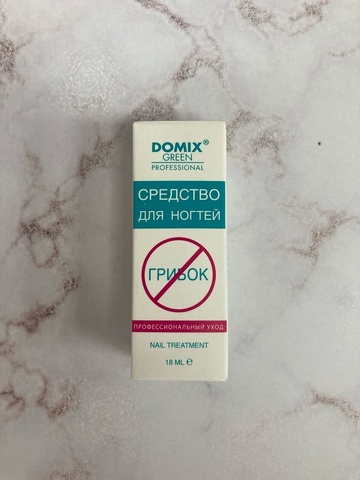 DOMIX®
GREEN
PROFESSIONAL
СРЕДСТВО
ДЛЯ НОГТЕЙ
ГРИБОК
ПРОФЕССИОНАЛЬНЫЙ УХОД
NAIL TREATMENT
18 ML ℮